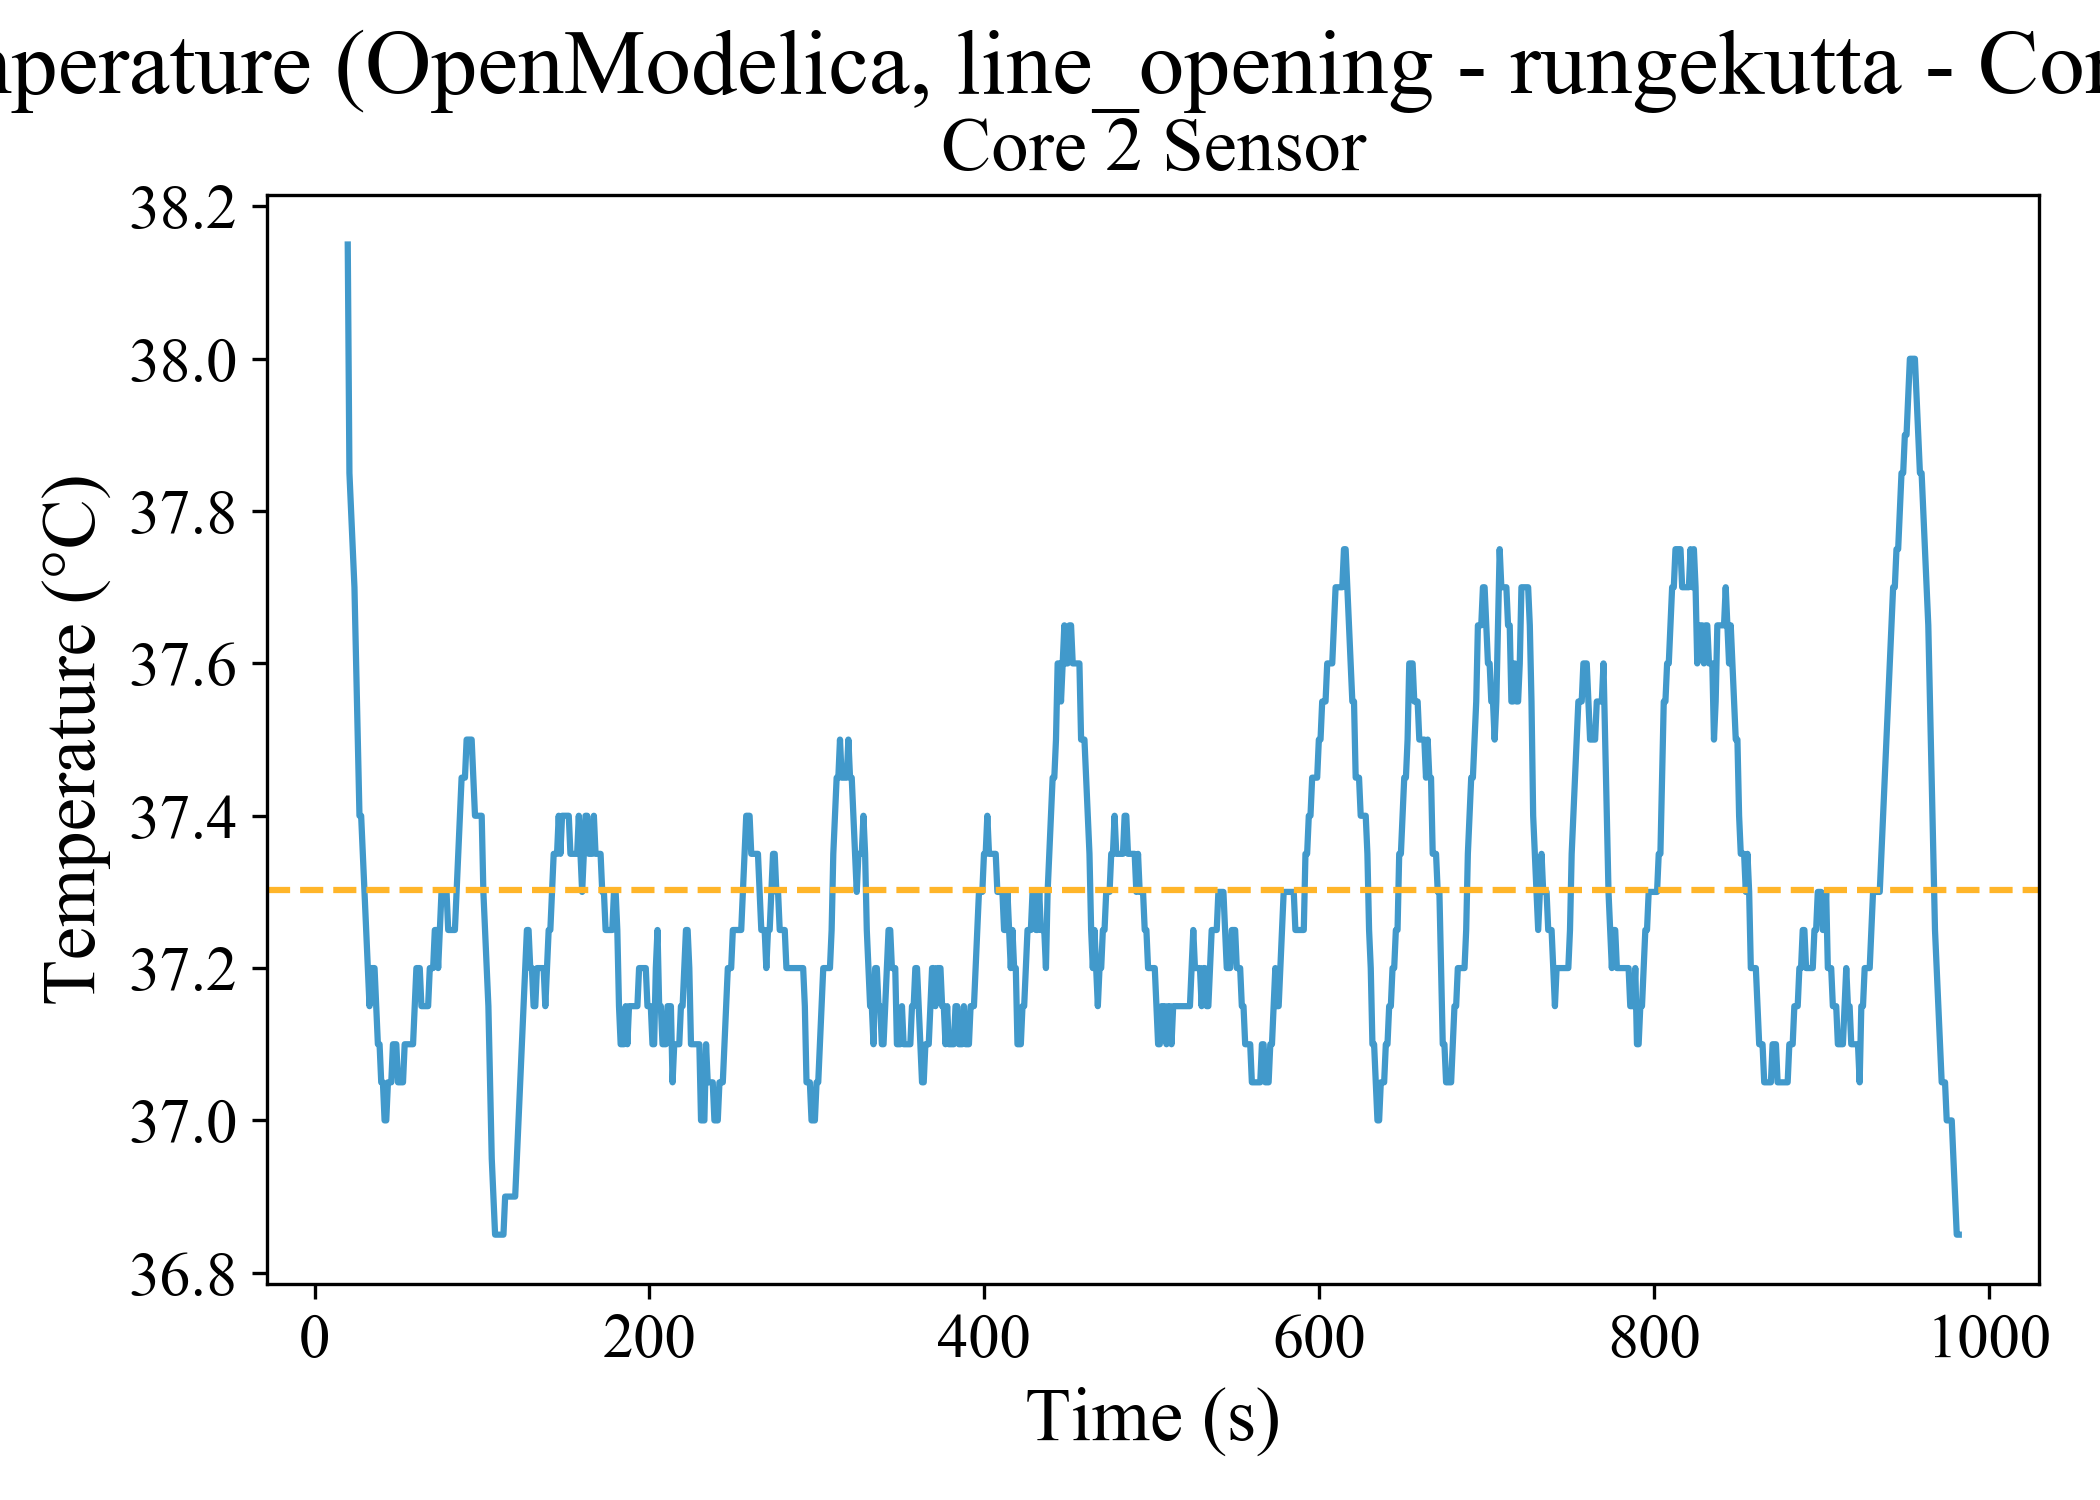 perature (OpenModelica, line_opening - rungekutta -
Core 2 Sensor
38.2
38.0
37.8
37.6
37.4
37.2
37.0
36.8
Temperature (°C)
0 200 400 600 800 1000
Time (s)